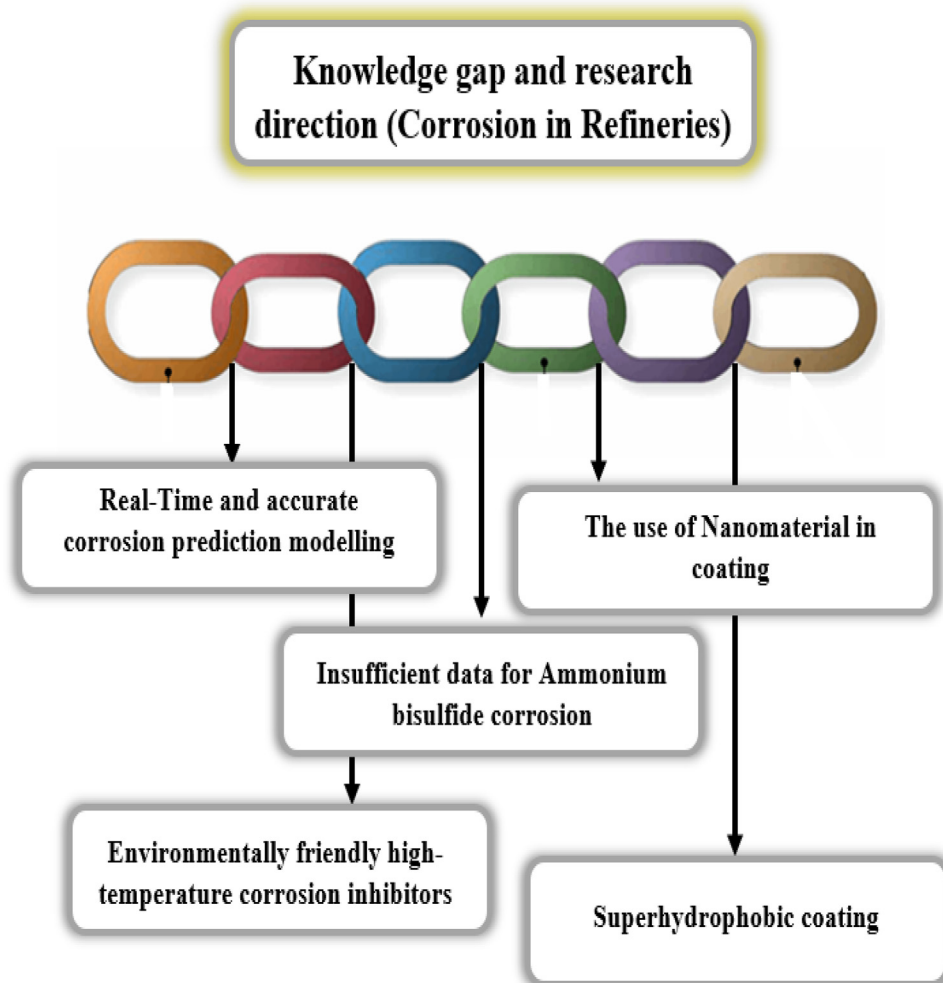 Knowledge gap and research
direction (Corrosion in Refineries)
Real-Time and accurate
corrosion prediction modelling
The use of Nanomaterial in
coating
Insufficient data for Ammonium
bisulfide corrosion
Environmentally friendly high-
temperature corrosion inhibitors
Superhydrophobic coating